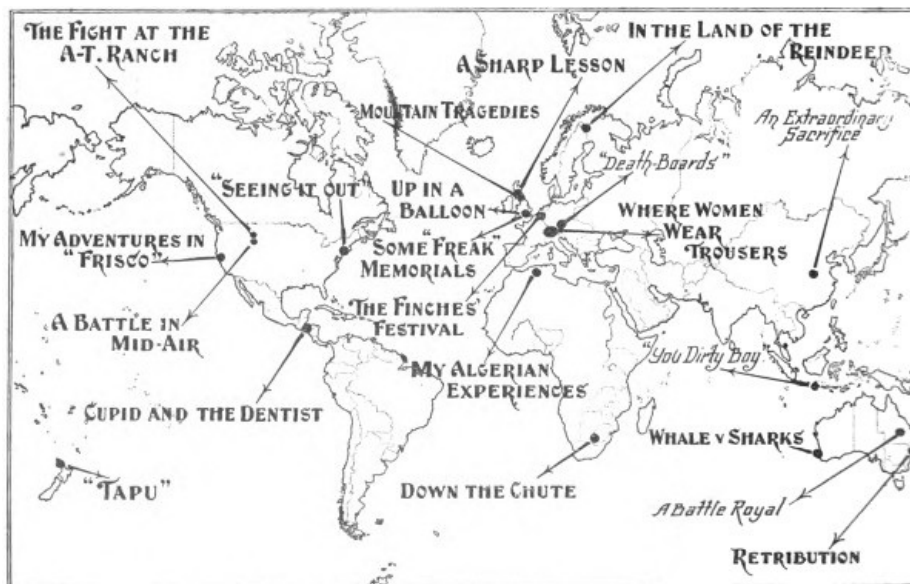 THE FIGHT AT THE
A-T. RANCH
IN THE LAND OF THE
REINDEER
A SHARP LESSON
MOUNTAIN TRAGEDIES
An Extraordinary
Sacrifice
"Death-Boards"
"SEEING IT OUT"
UP IN A
BALLOON
WHERE WOMEN
WEAR
TROUSERS
MY ADVENTURES IN
"FRISCO"
"SOME FREAK"
MEMORIALS
THE FINCHES'
FESTIVAL
A BATTLE IN
MID-AIR
MY ALGERIAN
EXPERIENCES
"You Dirty Boy"
CUPID AND THE DENTIST
WHALE V SHARKS
"TAPU"
DOWN THE CHUTE
A Battle Royal
RETRIBUTION